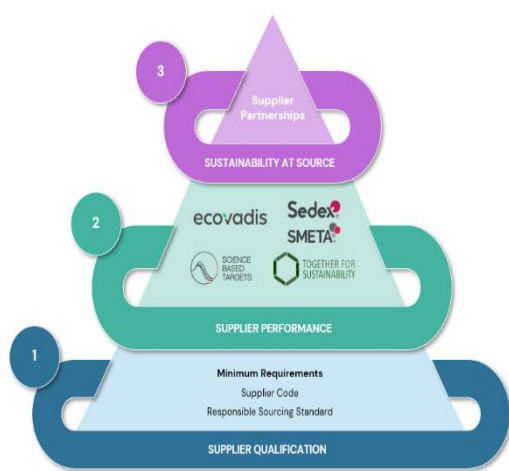 3
Supplier
Partnerships
SUSTAINABILITY AT SOURCE
2
ecovadis
Sedex
SMETA
SCIENCE
BASED
TARGETS
TOGETHER FOR
SUSTAINABILITY
SUPPLIER PERFORMANCE
1
Minimum Requirements
Supplier Code
Responsible Sourcing Standard
SUPPLIER QUALIFICATION